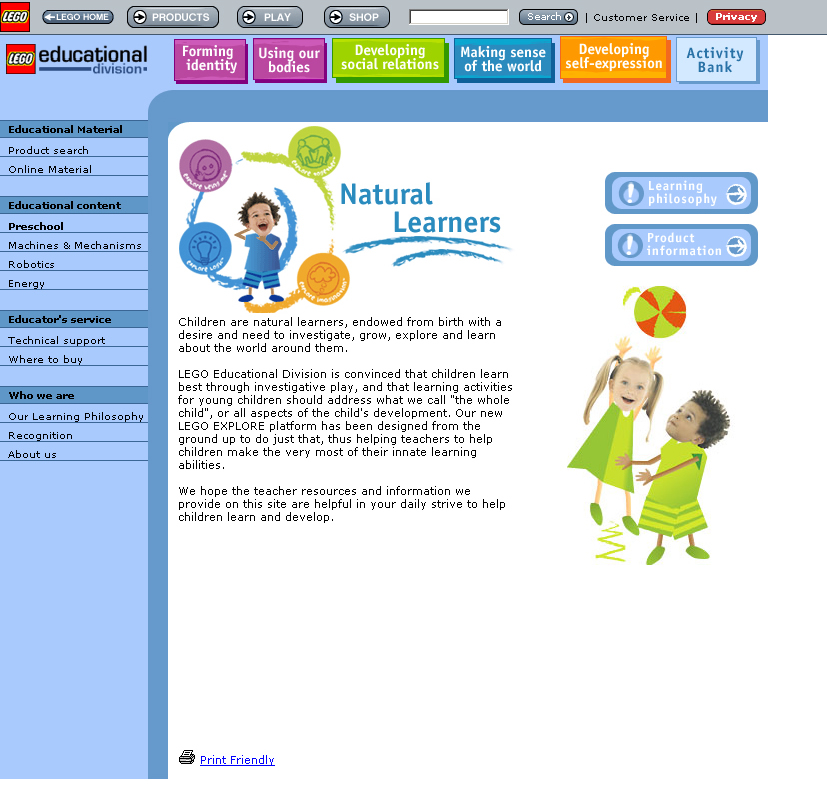 LEGO
LEGO HOME
PRODUCTS
PLAY
SHOP
Search
| Customer Service |
Privacy
LEGO educational
division
Forming
identity
Using our
bodies
Developing
social relations
Making sense
of the world
Developing
self-expression
Activity
Bank
Educational Material
Product search
Online Material
Educational content
Preschool
Machines & Mechanisms
Robotics
Energy
Educator's service
Technical support
Where to buy
Who we are
Our Learning Philosophy
Recognition
About us
Natural
Learners
Learning
philosophy
Product
information
Children are natural learners, endowed from birth with a
desire and need to investigate, grow, explore and learn
about the world around them.
LEGO Educational Division is convinced that children learn
best through investigative play, and that learning activities
for young children should address what we call "the whole
child", or all aspects of the child's development. Our new
LEGO EXPLORE platform has been designed from the
ground up to do just that, thus helping teachers to help
children make the very most of their innate learning
abilities.
We hope the teacher resources and information we
provide on this site are helpful in your daily strive to help
children learn and develop.
Print Friendly